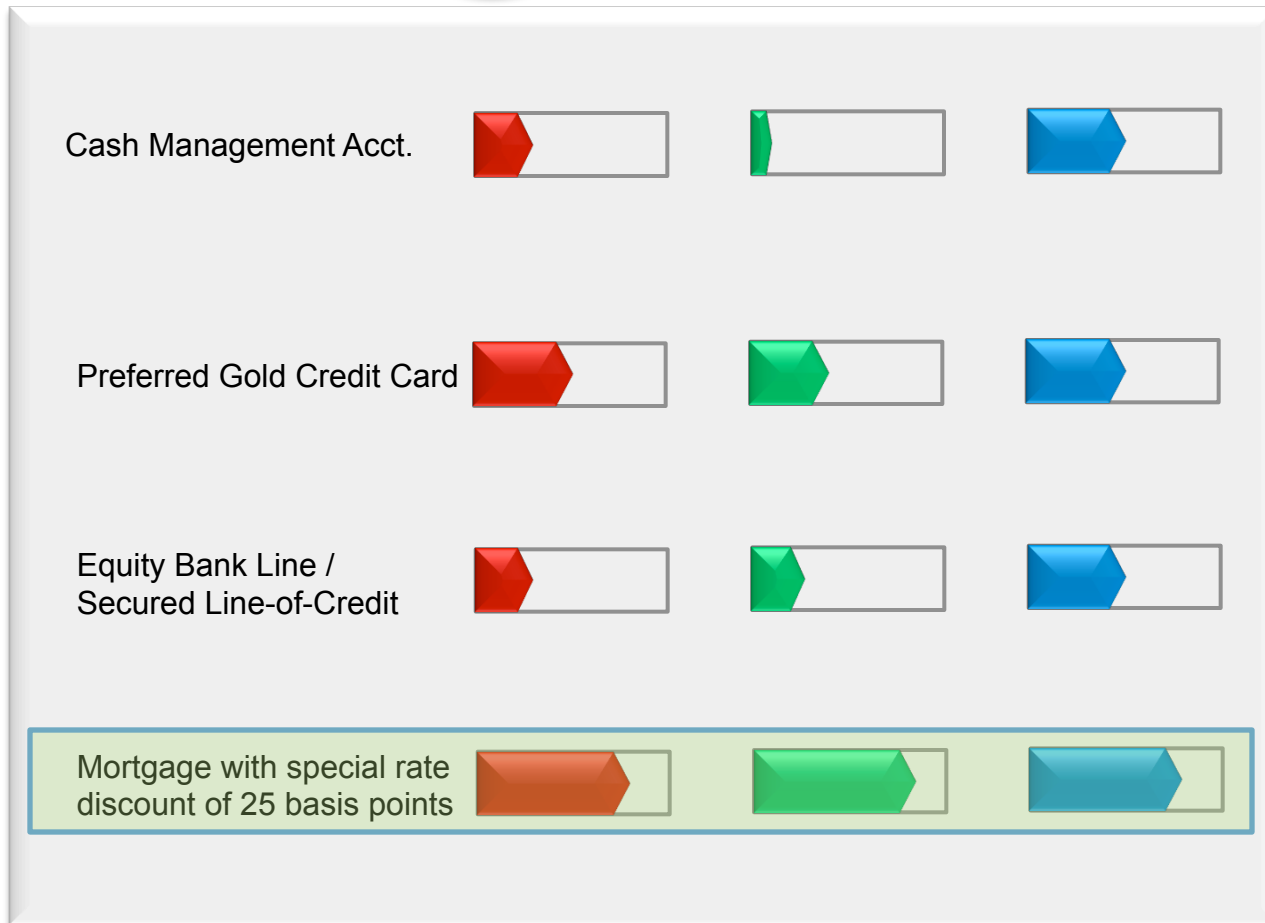 Cash Management Acct.
Preferred Gold Credit Card
Equity Bank Line /
Secured Line-of-Credit
Mortgage with special rate
discount of 25 basis points